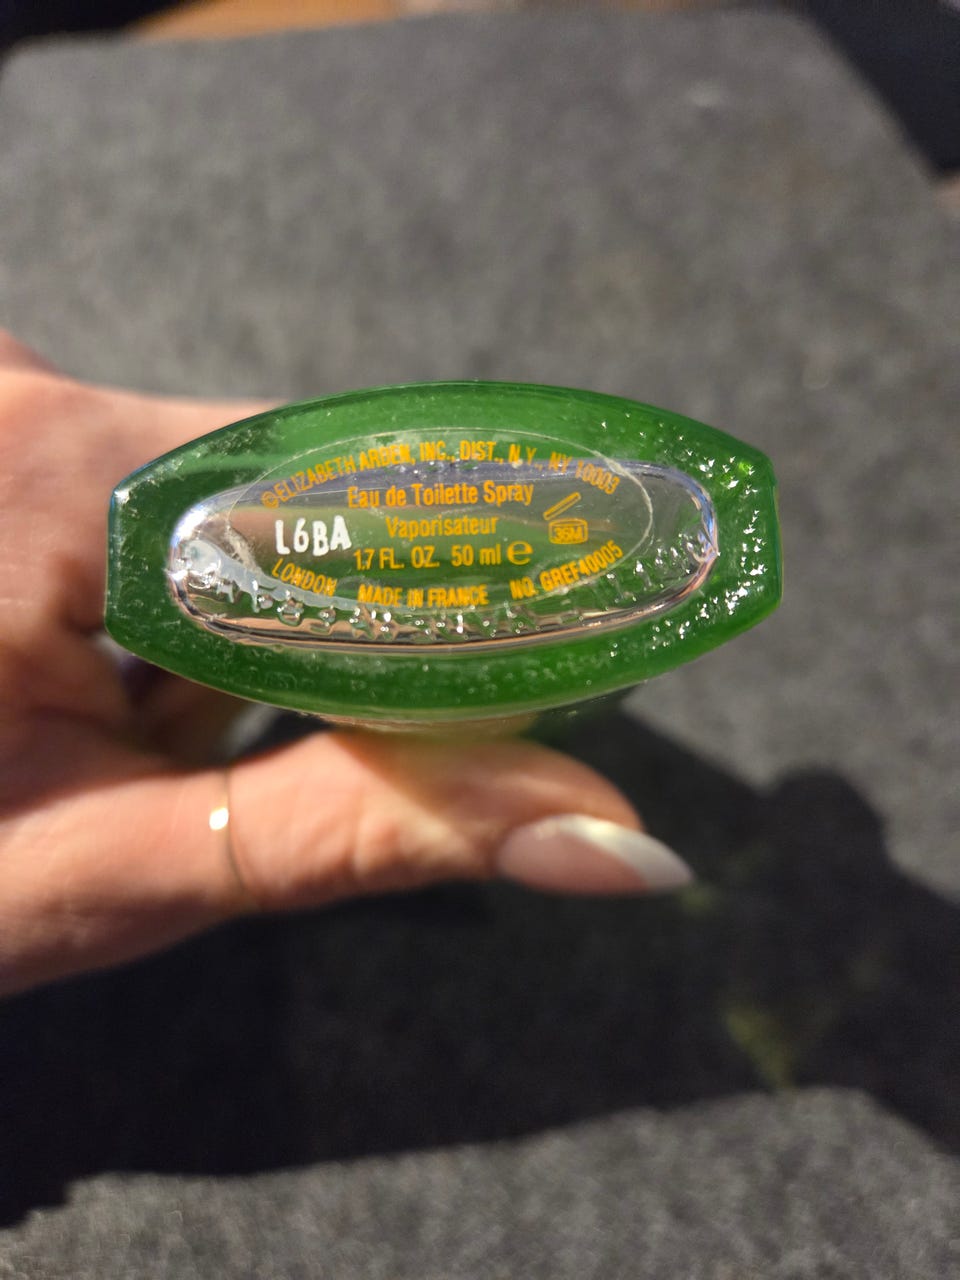 ©ELIZABETH ARDEN, INC., DIST., N.Y., NY 10003
Eau de Toilette Spray
Vaporisateur
36M
L6BA
1.7 FL. OZ. 50 ml e
LONDON MADE IN FRANCE NO. GREF40005